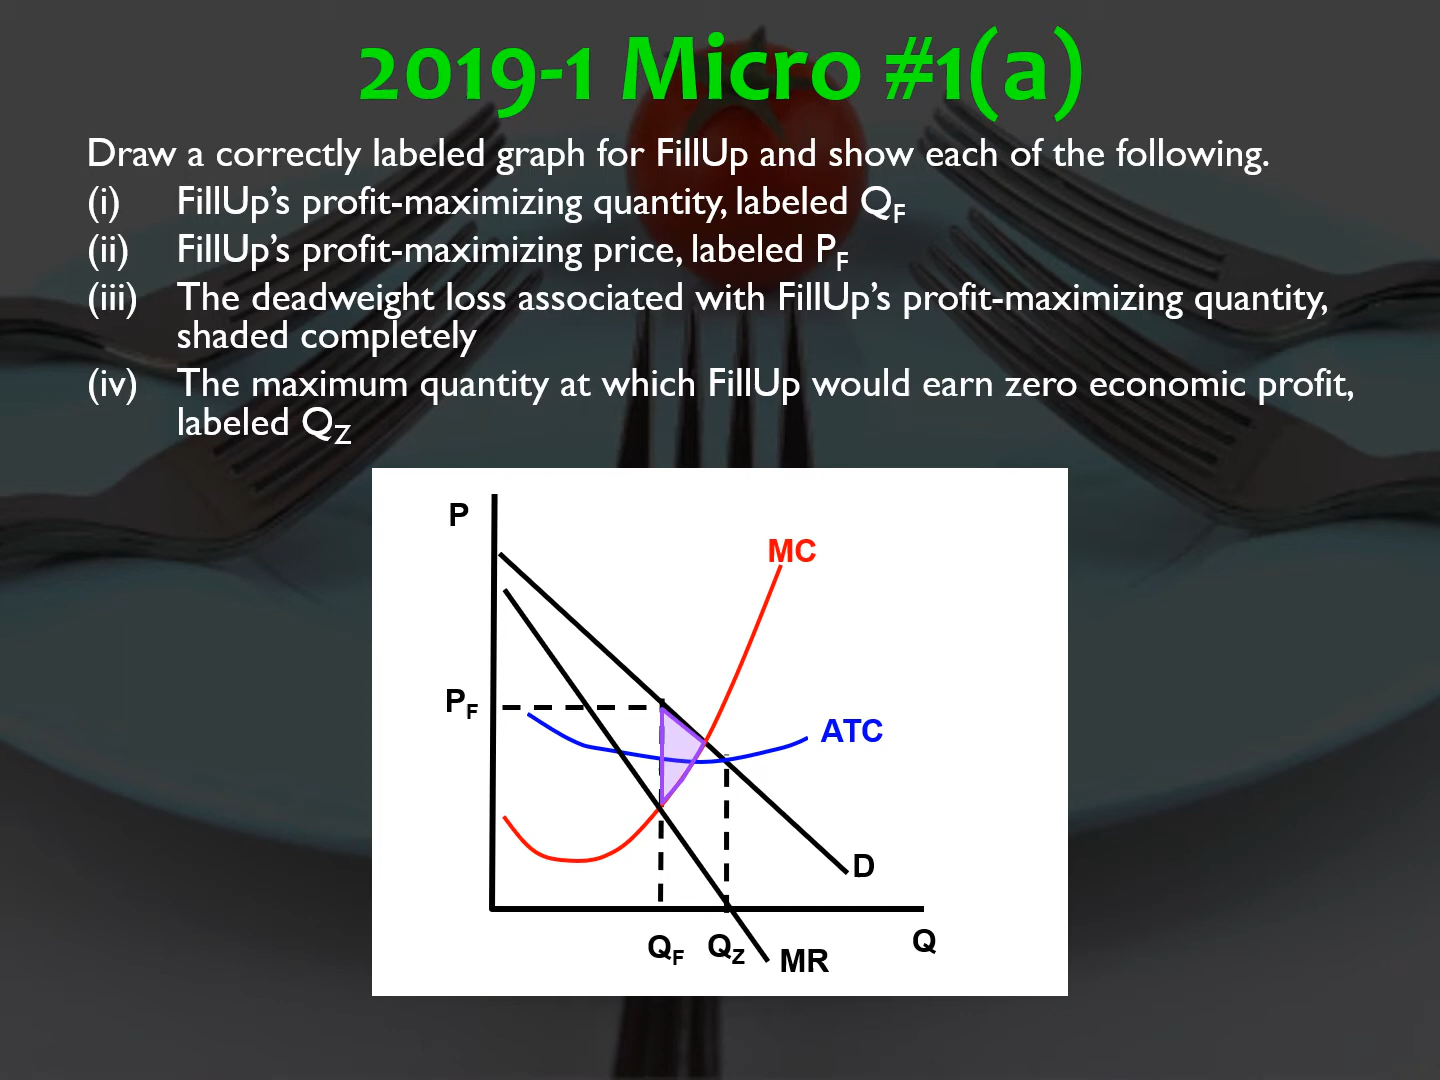 2019-1 Micro #1(a)
Draw a correctly labeled graph for FillUp and show each of the following.
(i) FillUp’s profit-maximizing quantity, labeled QF
(ii) FillUp’s profit-maximizing price, labeled PF
(iii) The deadweight loss associated with FillUp’s profit-maximizing quantity,
shaded completely
(iv) The maximum quantity at which FillUp would earn zero economic profit,
labeled QZ
P
MC
PF
ATC
D
QF QZ
Q
MR